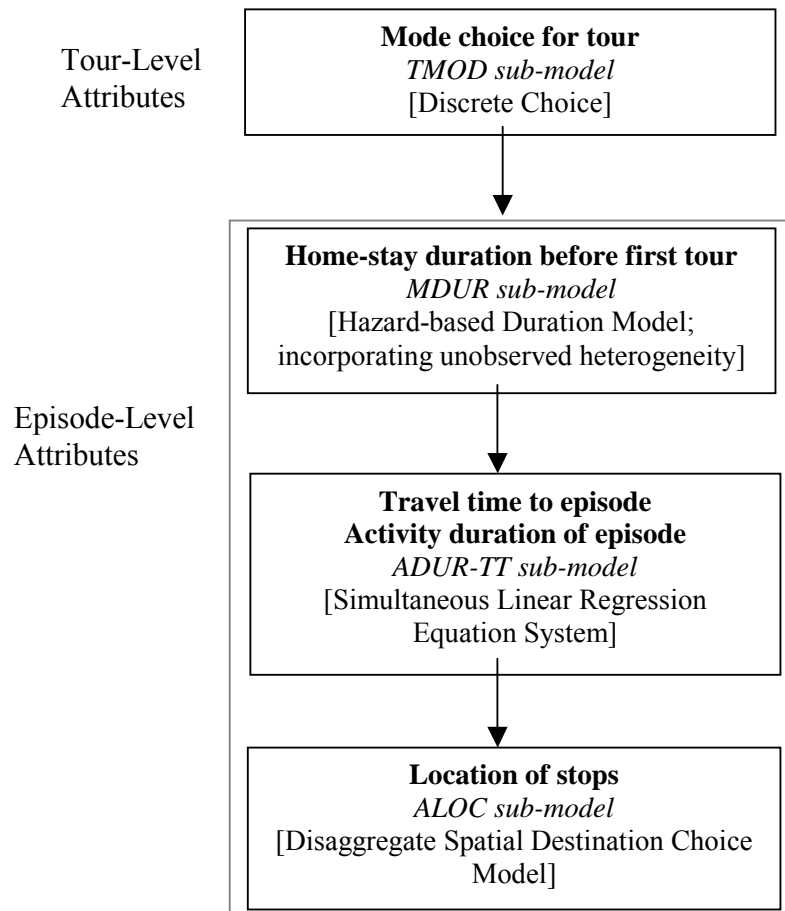 Tour-Level
Attributes
Mode choice for tour
TMOD sub-model
[Discrete Choice]
Episode-Level
Attributes
Home-stay duration before first tour
MDUR sub-model
[Hazard-based Duration Model;
incorporating unobserved heterogeneity]
Travel time to episode
Activity duration of episode
ADUR-TT sub-model
[Simultaneous Linear Regression
Equation System]
Location of stops
ALOC sub-model
[Disaggregate Spatial Destination Choice
Model]